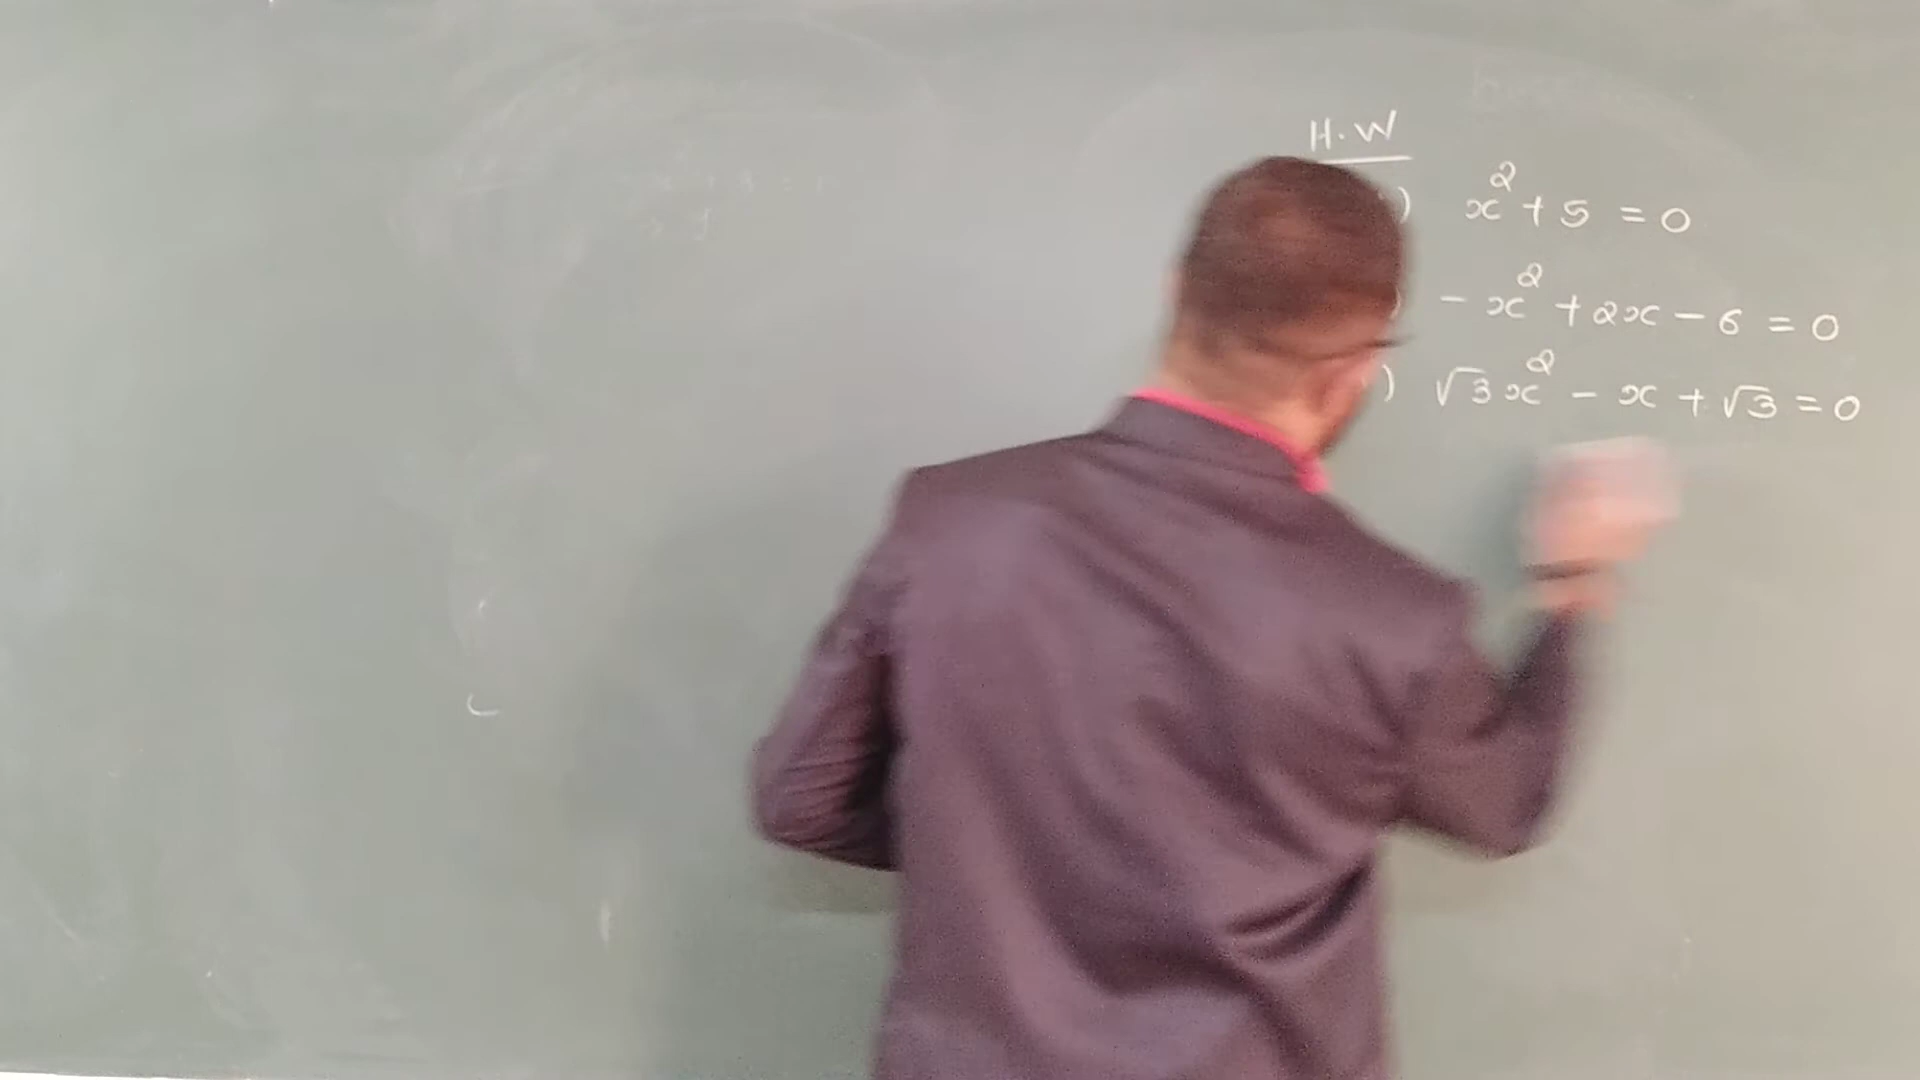 H.W
) x² + 5 = 0
) - x² + 2x - 6 = 0
) √3 x² - x + √3 = 0